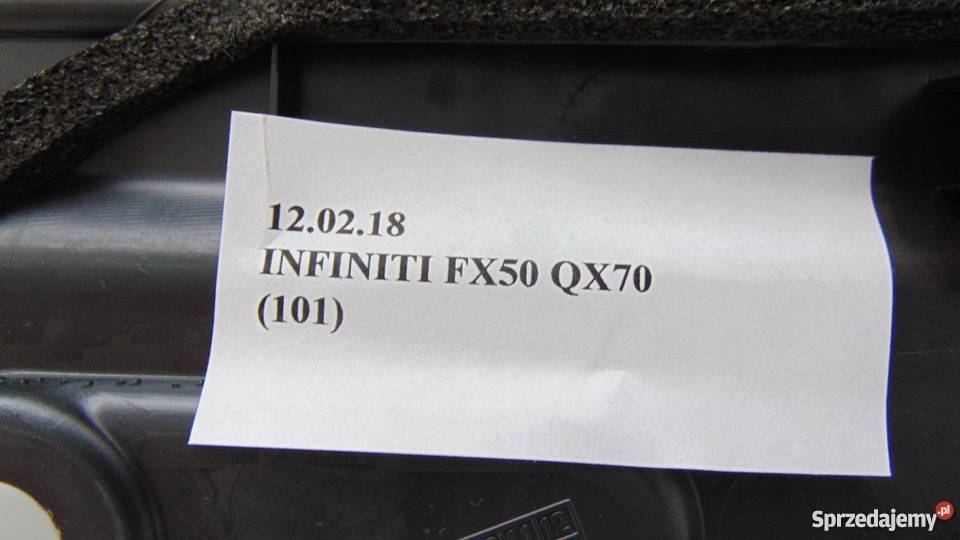 12.02.18
INFINITI FX50 QX70
(101)
Sprzedajemy.pl